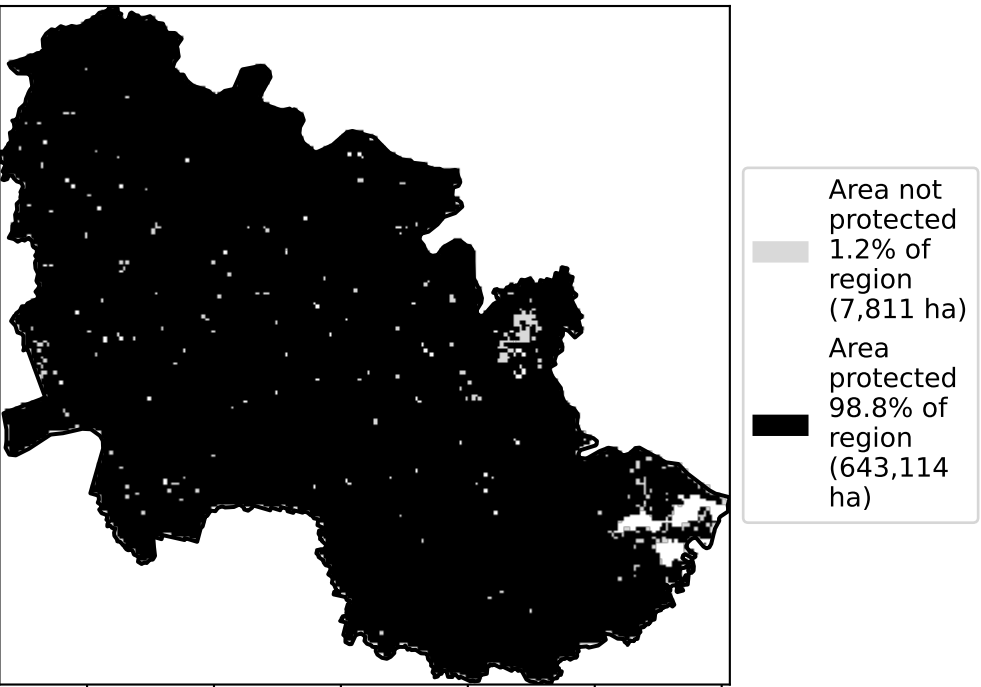 Area not
protected
1.2% of
region
(7,811 ha)
Area
protected
98.8% of
region
(643,114
ha)